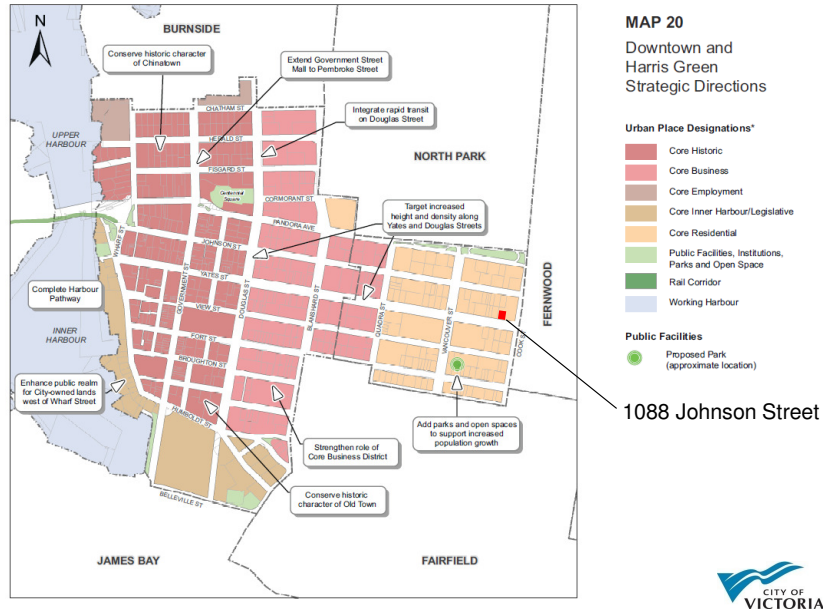 N
BURNSIDE
Conserve historic character
of Chinatown
Extend Government Street
Mall to Pembroke Street
Integrate rapid transit
on Douglas Street
CHATHAM ST
HERALD ST
FISGARD ST
UPPER
HARBOUR
NORTH PARK
Centennial
Square
CORMORANT ST
PANDORA AVE
Target increased
height and density along
Yates and Douglas Streets
WHARF ST
JOHNSON ST
YATES ST
GOVERNMENT ST
DOUGLAS ST
VIEW ST
BLANSHARD ST
QUADRA ST
VANCOUVER ST
COOK ST
FERNWOOD
Complete Harbour
Pathway
INNER
HARBOUR
FORT ST
BROUGHTON ST
Enhance public realm
for City-owned lands
west of Wharf Street
HUMBOLDT ST
Add parks and open spaces
to support increased
population growth
Strengthen role of
Core Business District
Conserve historic
character of Old Town
BELLEVILLE ST
JAMES BAY
FAIRFIELD
MAP 20
Downtown and
Harris Green
Strategic Directions
Urban Place Designations*
Core Historic
Core Business
Core Employment
Core Inner Harbour/Legislative
Core Residential
Public Facilities, Institutions,
Parks and Open Space
Rail Corridor
Working Harbour
Public Facilities
Proposed Park
(approximate location)
1088 Johnson Street
CITY OF
VICTORIA